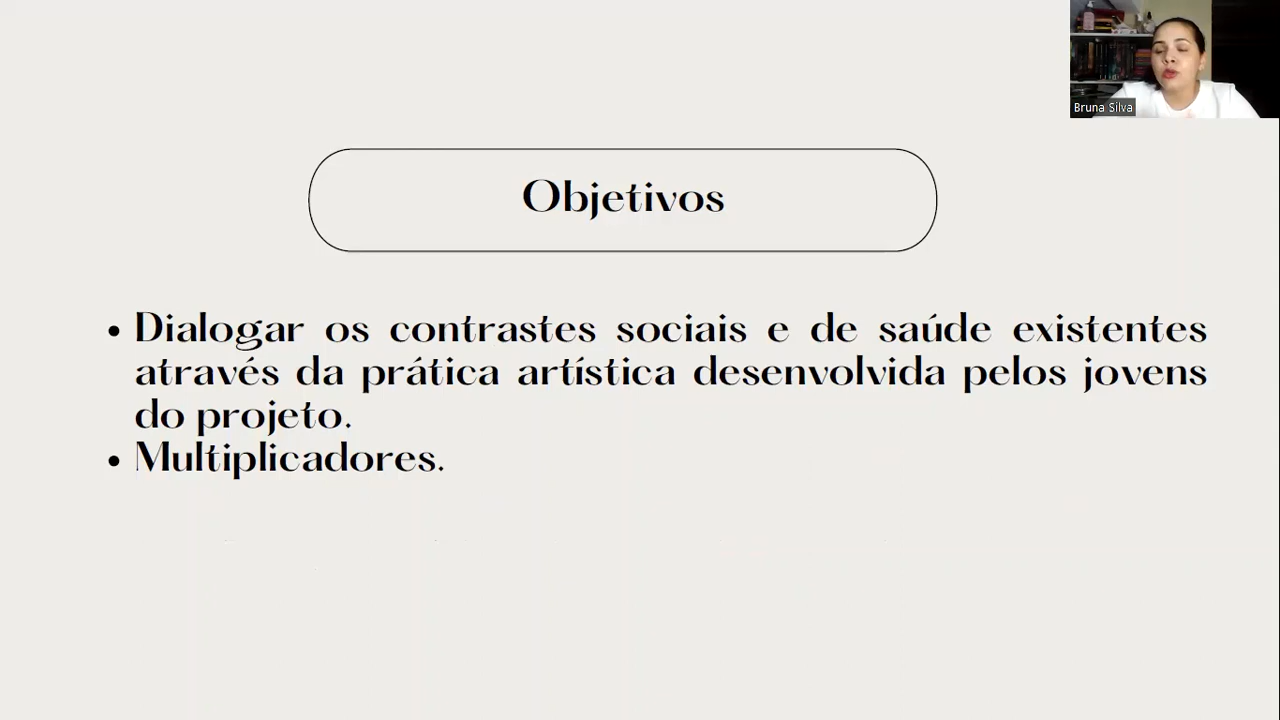 Bruna Silva
Objetivos
• Dialogar os contrastes sociais e de saúde existentes
através da prática artística desenvolvida pelos jovens
do projeto.
• Multiplicadores.